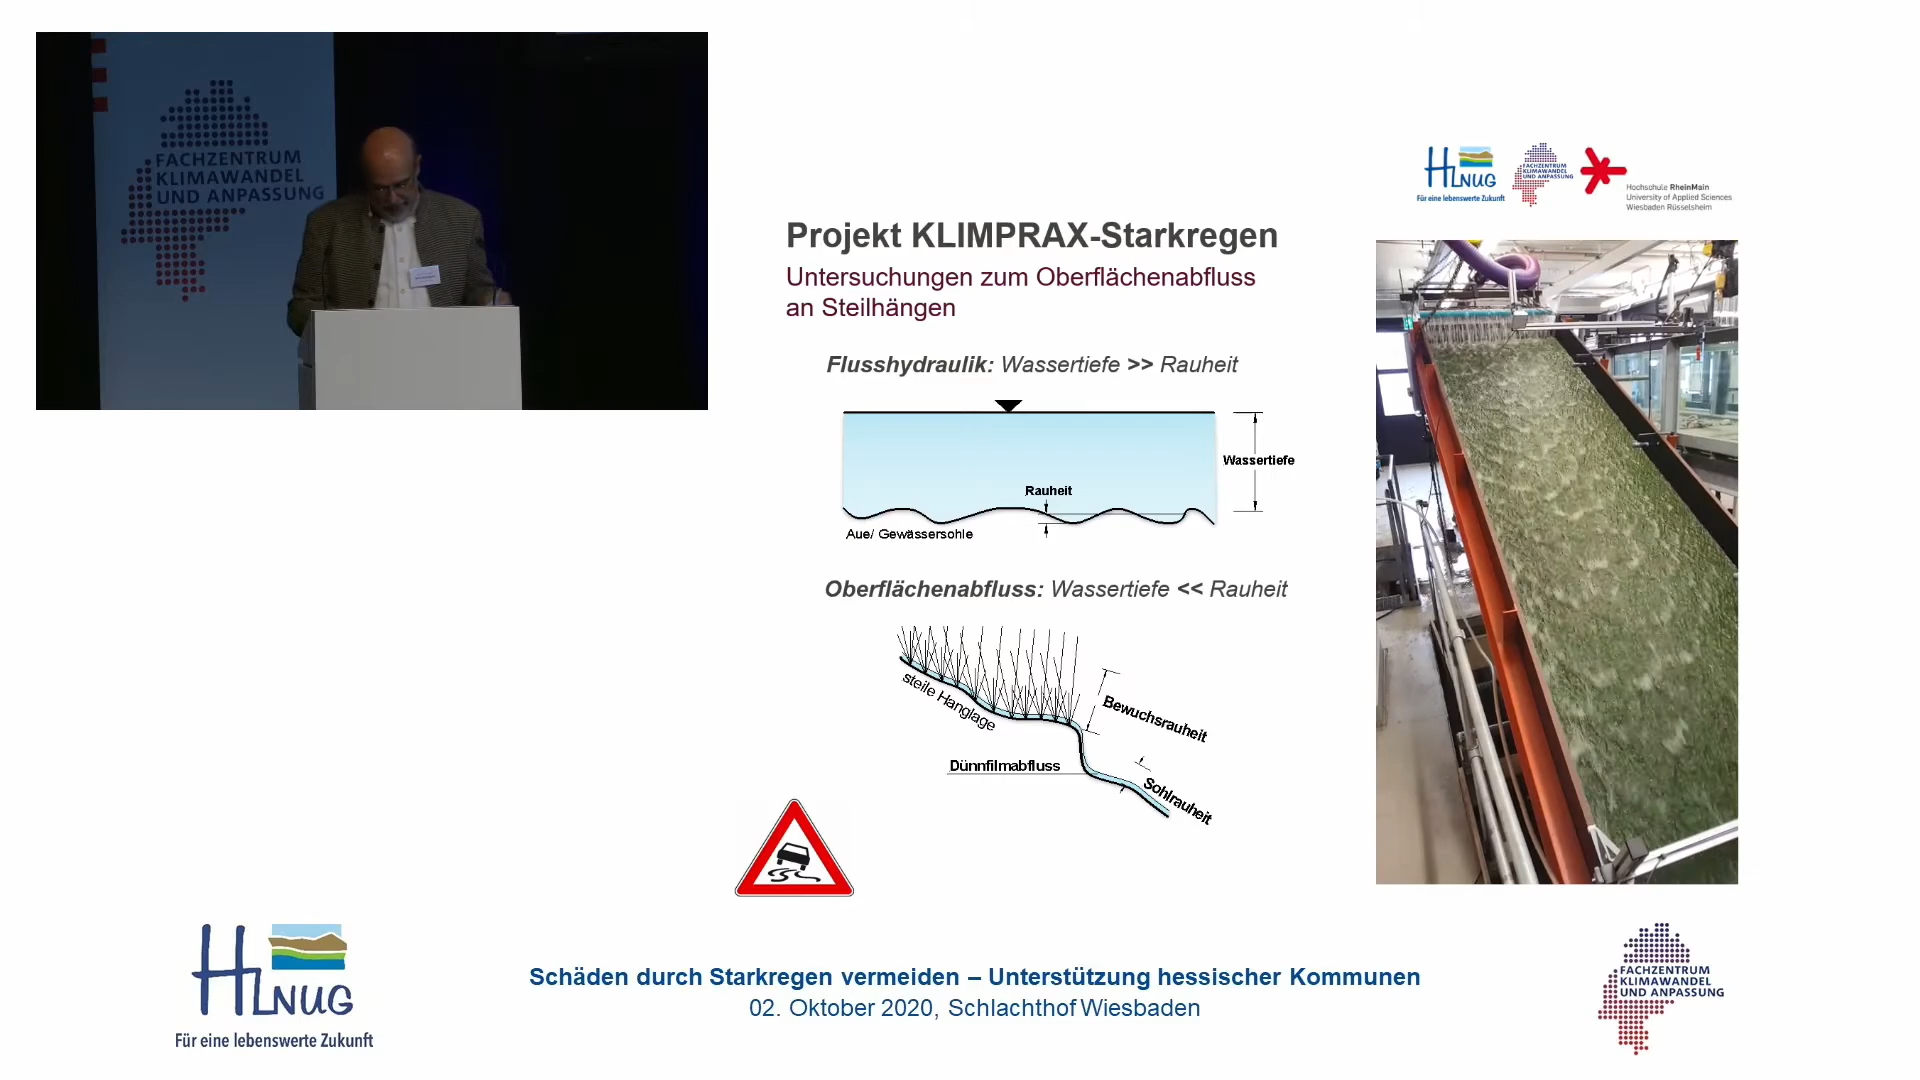 FACHZENTRUM
KLIMAWANDEL
UND ANPASSUNG
HLNUG
Für eine lebenswerte Zukunft
FACHZENTRUM
KLIMAWANDEL
UND ANPASSUNG
Hochschule RheinMain
University of Applied Sciences
Wiesbaden Rüsselsheim
Projekt KLIMPRAX-Starkregen
Untersuchungen zum Oberflächenabfluss
an Steilhängen
Flusshydraulik: Wassertiefe >> Rauheit
Wassertiefe
Rauheit
Aue/ Gewässersohle
Oberflächenabfluss: Wassertiefe << Rauheit
steile Hanglage
Bewuchsrauheit
Dünnfilmabfluss
Sohlrauheit
HLNUG
Für eine lebenswerte Zukunft
Schäden durch Starkregen vermeiden – Unterstützung hessischer Kommunen
02. Oktober 2020, Schlachthof Wiesbaden
FACHZENTRUM
KLIMAWANDEL
UND ANPASSUNG